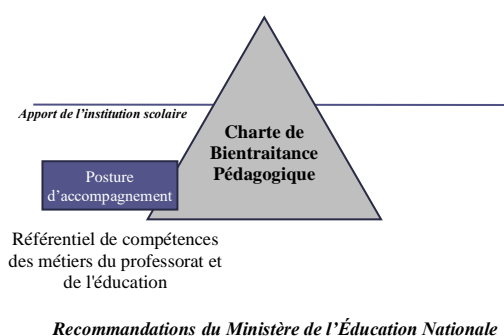 Apport de l’institution scolaire
Charte de
Bientraitance
Pédagogique
Posture
d’accompagnement
Référentiel de compétences
des métiers du professorat et
de l'éducation
Recommandations du Ministère de l’Éducation Nationale